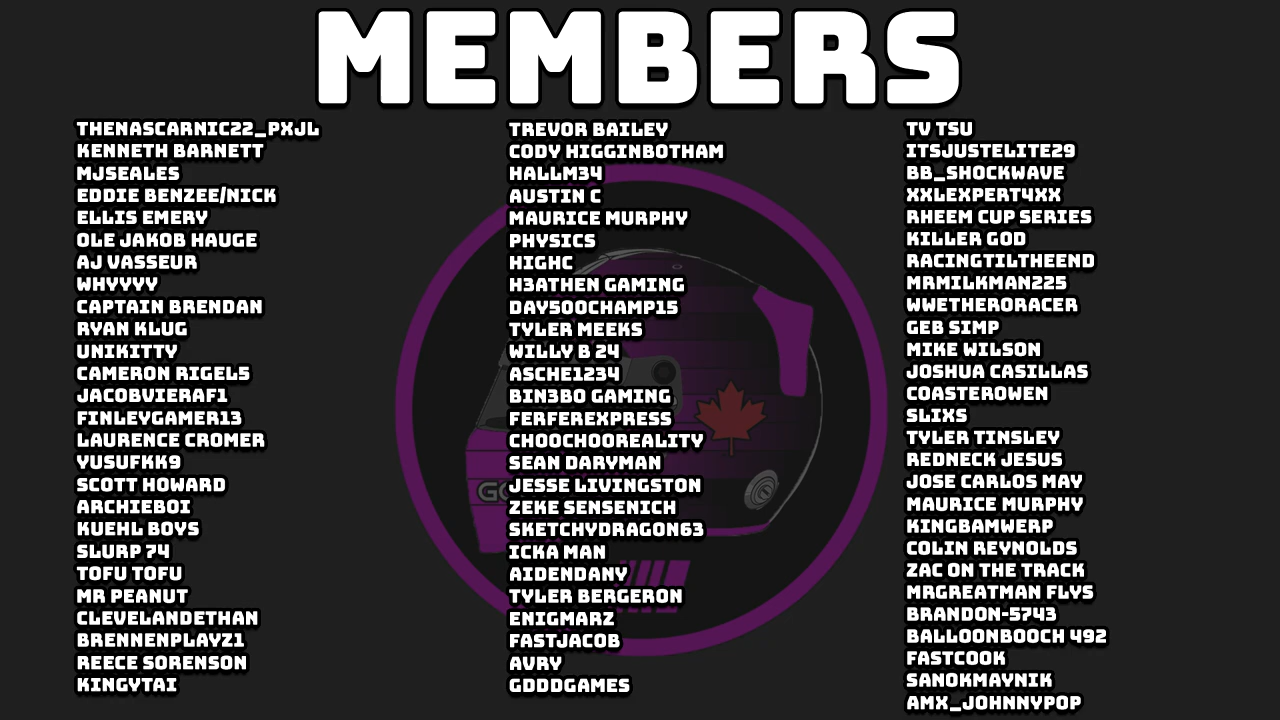 MEMBERS
THENASCARNIC22_PXJL
KENNETH BARNETT
MJSEALES
EDDIE BENZEE/NICK
ELLIS EMERY
OLE JAKOB HAUGE
AJ VASSEUR
WHYYYY
CAPTAIN BRENDAN
RYAN KLUG
UNIKITTY
CAMERON RIGEL5
JACOBVIERAF1
FINLEYGAMER13
LAURENCE CROMER
YUSUFKK9
SCOTT HOWARD
ARCHIEBOI
KUEHL BOYS
SLURP 74
TOFU TOFU
MR PEANUT
CLEVELANDETHAN
BRENNENPLAYZ1
REECE SORENSON
KINGYTAI
TREVOR BAILEY
CODY HIGGINBOTHAM
HALLM34
AUSTIN C
MAURICE MURPHY
PHYSICS
HIGHC
H3ATHEN GAMING
DAY500CHAMP15
TYLER MEEKS
WILLY B 24
ASCHE1234
BIN3BO GAMING
FERFEREXPRESS
CHOOCHOOREALITY
SEAN DARYMAN
JESSE LIVINGSTON
ZEKE SENSENICH
SKETCHYDRAGON63
ICKA MAN
AIDENDANY
TYLER BERGERON
ENIGMARZ
FASTJACOB
AVRY
GDDDGAMES
TV TSU
ITSJUSTELITE29
BB_SHOCKWAVE
XXLEXPERT4XX
RHEEM CUP SERIES
KILLER GOD
RACINGTILTHEEND
MRMILKMAN225
WWETHERORACER
GEB SIMP
MIKE WILSON
JOSHUA CASILLAS
COASTEROWEN
SLIXS
TYLER TINSLEY
REDNECK JESUS
JOSE CARLOS MAY
MAURICE MURPHY
KINGBAMWERP
COLIN REYNOLDS
ZAC ON THE TRACK
MRGREATMAN FLYS
BRANDON-5743
BALLOONBOOCH 492
FASTCOOK
SANOKMAYNIK
AMX_JOHNNYPOP